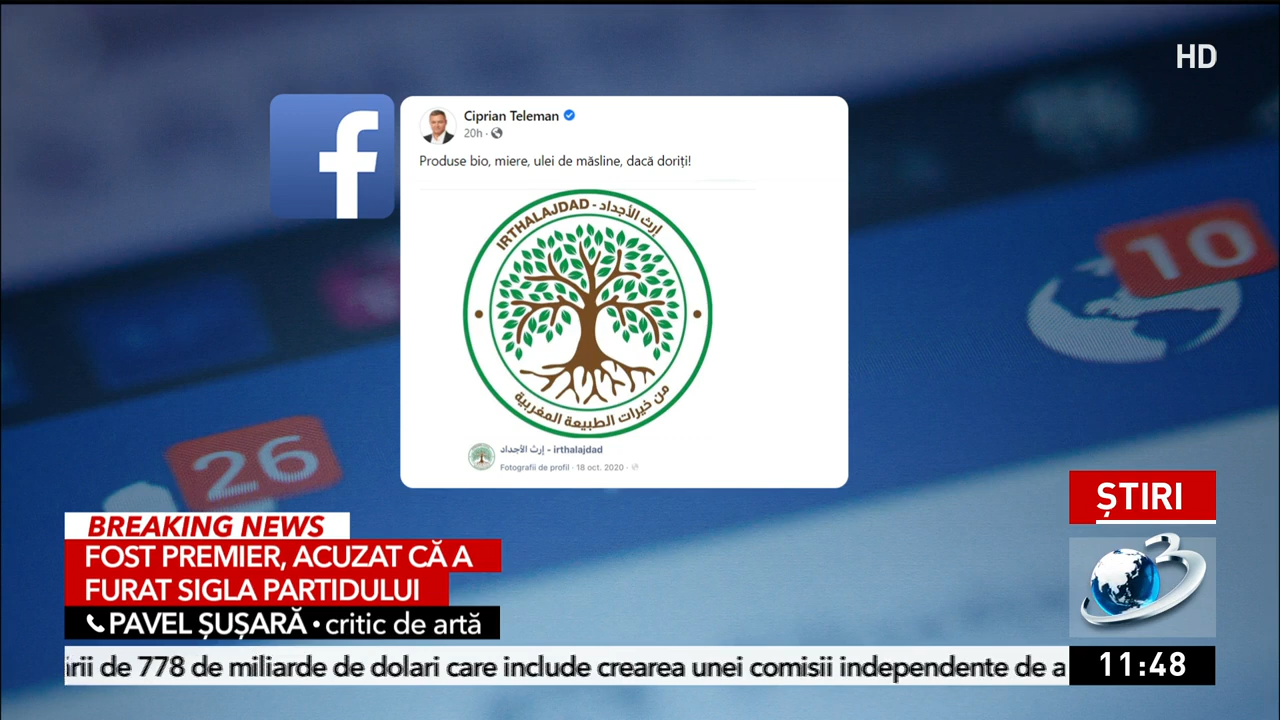 HD
f
Ciprian Teleman
20h
Produse bio, miere, ulei de măsline, dacă doriți!
IRTHALAJDAD - إرث الأجداد
من خيرات الطبيعة المغربية
إرث الأجداد - irthalajdad
Fotografii de profil · 18 oct. 2020 ·
10
26
BREAKING NEWS
FOST PREMIER, ACUZAT CĂ A
FURAT SIGLA PARTIDULUI
PAVEL ȘUȘARĂ • critic de artă
ȘTIRI
3
de 778 de miliarde de dolari care include crearea unei comisii independente de
11:48